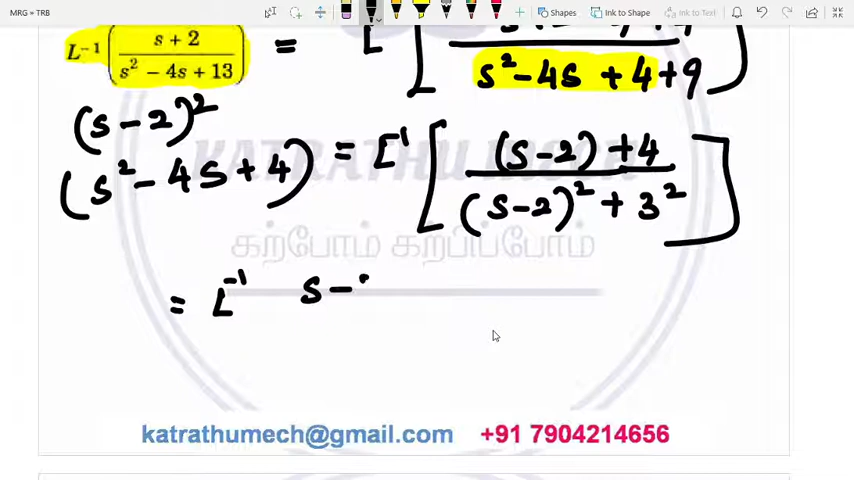 MRG » TRB
Shapes Ink to Shape Ink to Text
L⁻¹ ( (s + 2) / (s² − 4s + 13) ) = L⁻¹ [ / (s² − 4s + 4 + 9) ]
(s − 2)²
(s² − 4s + 4) = L⁻¹ [ ((s − 2) + 4) / ((s − 2)² + 3²) ]
KATRATHU MECH
கற்போம் கற்பிப்போம்
= L⁻¹ s −
katrathumech@gmail.com +91 7904214656